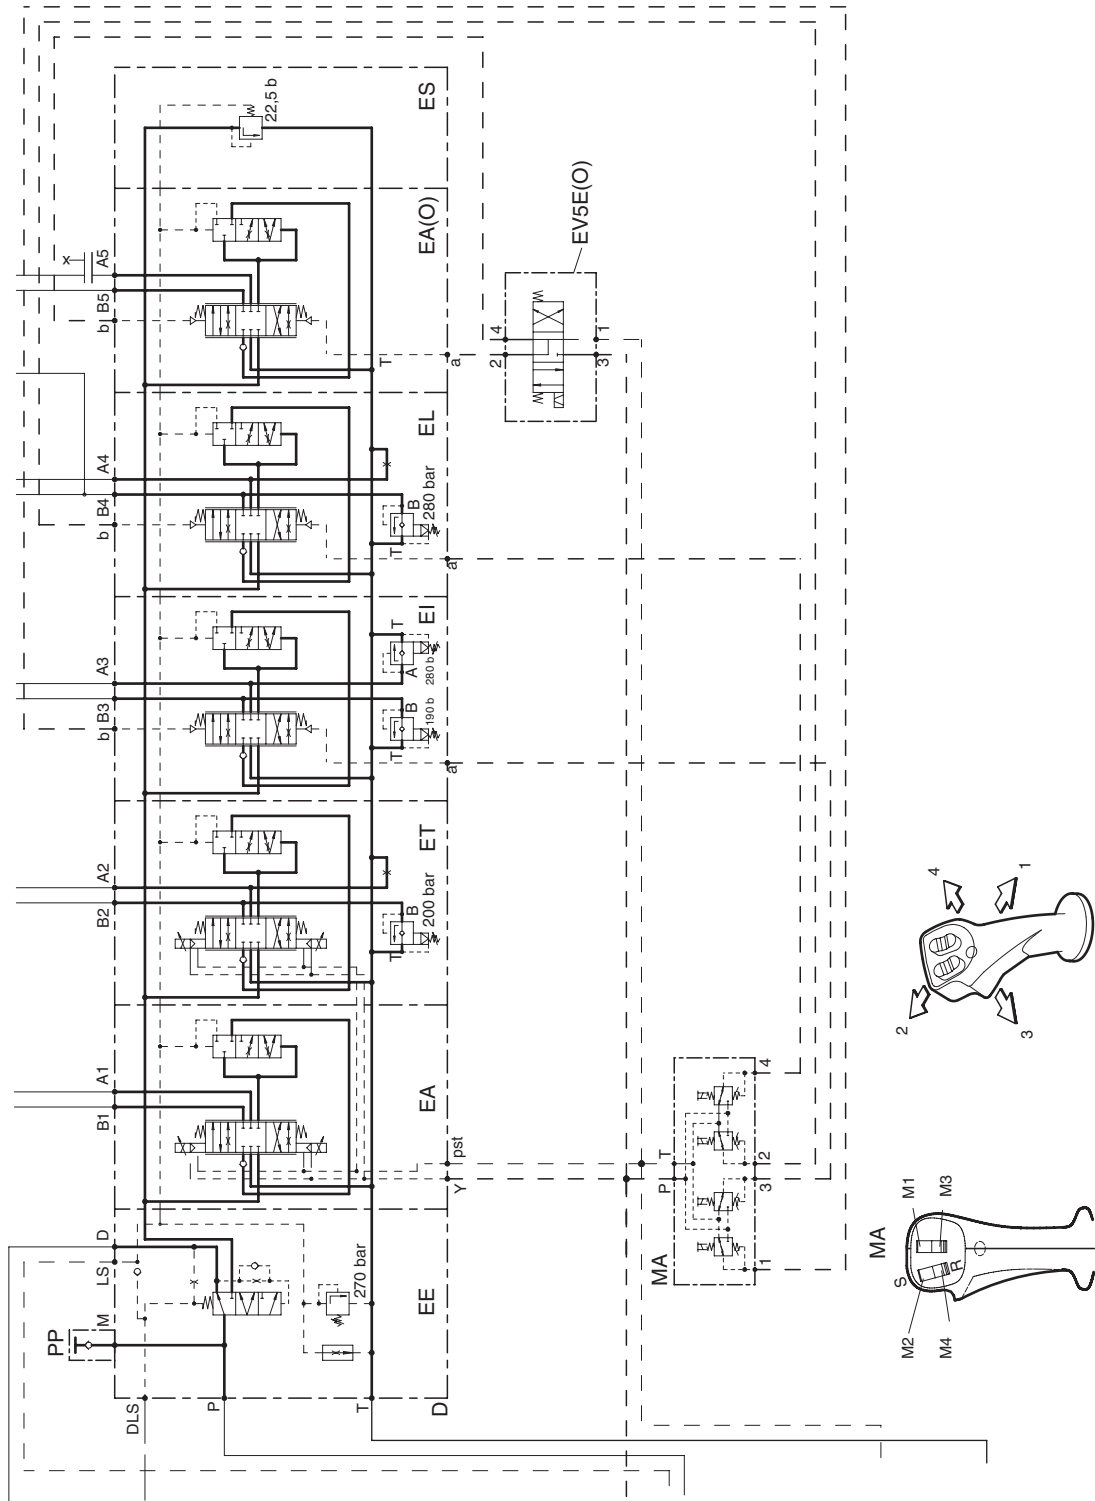 ES
22,5 b
EA(O)
A5
x
B5
b
T
a
EV5E(O)
4
2
1
3
EL
A4
B4
b
B
280 bar
T
a
EI
A3
T
A
280 b
B3
b
B
190 b
T
a
ET
A2
B2
B
200 bar
T
EA
A1
B1
pst
Y
D
LS
M
PP
270 bar
EE
DLS
P
T
D
MA
T
P
4
2
3
1
4
1
2
3
MA
M1
M3
S
R
M2
M4